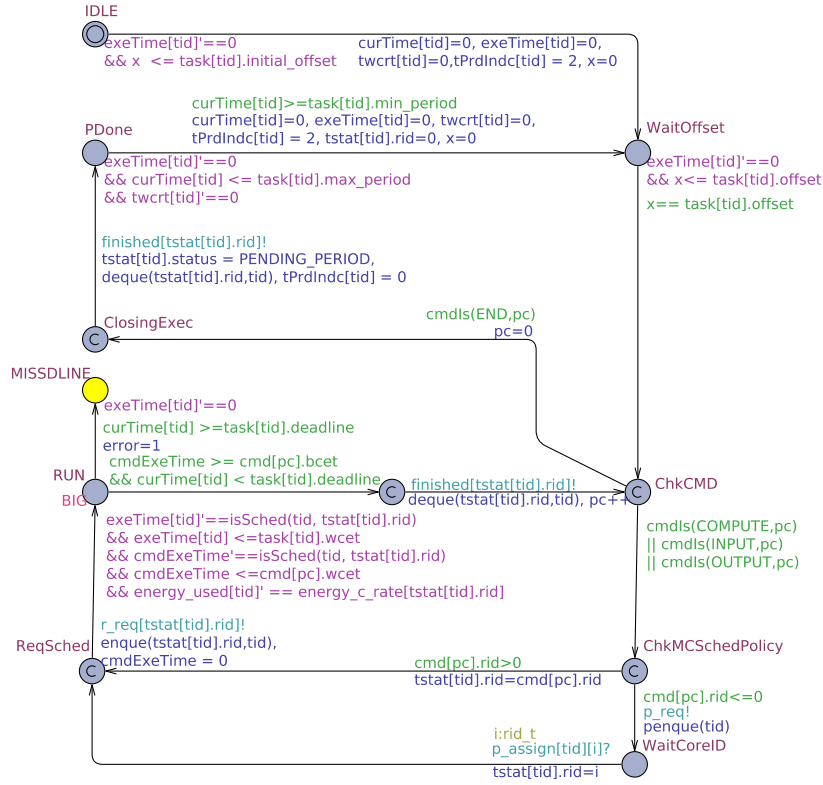 IDLE
exeTime[tid]'==0
&& x  <= task[tid].initial_offset
curTime[tid]=0, exeTime[tid]=0,
twcrt[tid]=0,tPrdIndc[tid] = 2, x=0
curTime[tid]>=task[tid].min_period
curTime[tid]=0, exeTime[tid]=0, twcrt[tid]=0,
tPrdIndc[tid] = 2, tstat[tid].rid=0, x=0
PDone
WaitOffset
exeTime[tid]'==0
&& curTime[tid] <= task[tid].max_period
&& twcrt[tid]'==0
exeTime[tid]'==0
&& x<= task[tid].offset
x== task[tid].offset
finished[tstat[tid].rid]!
tstat[tid].status = PENDING_PERIOD,
deque(tstat[tid].rid,tid), tPrdIndc[tid] = 0
ClosingExec
cmdIs(END,pc)
pc=0
MISSDLINE
exeTime[tid]'==0
curTime[tid] >=task[tid].deadline
error=1
cmdExeTime >= cmd[pc].bcet
&& curTime[tid] < task[tid].deadline
RUN
BIG
C
finished[tstat[tid].rid]!
deque(tstat[tid].rid,tid), pc++
C
ChkCMD
exeTime[tid]'==isSched(tid, tstat[tid].rid)
&& exeTime[tid] <=task[tid].wcet
&& cmdExeTime'==isSched(tid, tstat[tid].rid)
&& cmdExeTime <=cmd[pc].wcet
&& energy_used[tid]' == energy_c_rate[tstat[tid].rid]
cmdIs(COMPUTE,pc)
|| cmdIs(INPUT,pc)
|| cmdIs(OUTPUT,pc)
r_req[tstat[tid].rid]!
enque(tstat[tid].rid,tid),
cmdExeTime = 0
ReqSched
C
cmd[pc].rid>0
tstat[tid].rid=cmd[pc].rid
C
ChkMCSchedPolicy
cmd[pc].rid<=0
p_req!
penque(tid)
WaitCoreID
i:rid_t
p_assign[tid][i]?
tstat[tid].rid=i
C